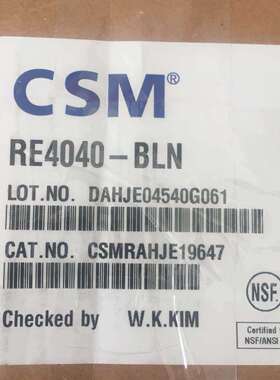 CSM®
RE4040-BLN
LOT.NO. DAHJE04540G061
CAT.NO. CSMRAHJE19647
NSF
Checked by W.K.KIM
Certified
NSF/ANSI